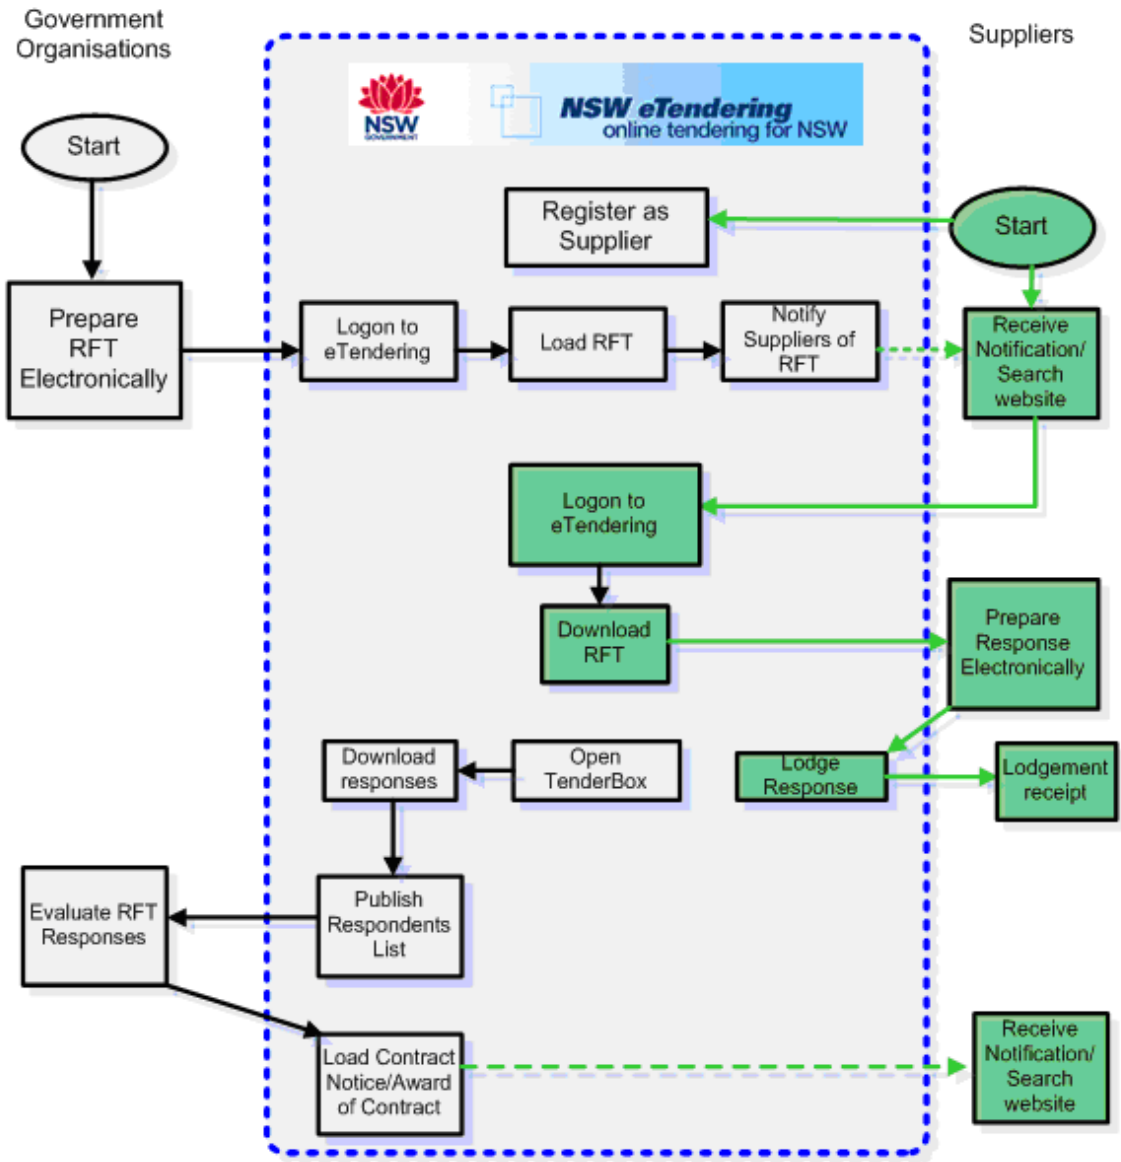 Government
Organisations
Suppliers
NSW
GOVERNMENT
NSW eTendering
online tendering for NSW
Start
Register as
Supplier
Start
Prepare
RFT
Electronically
Logon to
eTendering
Load RFT
Notify
Suppliers of
RFT
Receive
Notification/
Search
website
Logon to
eTendering
Download
RFT
Prepare
Response
Electronically
Download
responses
Open
TenderBox
Lodge
Response
Lodgement
receipt
Evaluate RFT
Responses
Publish
Respondents
List
Load Contract
Notice/Award
of Contract
Receive
Notification/
Search
website